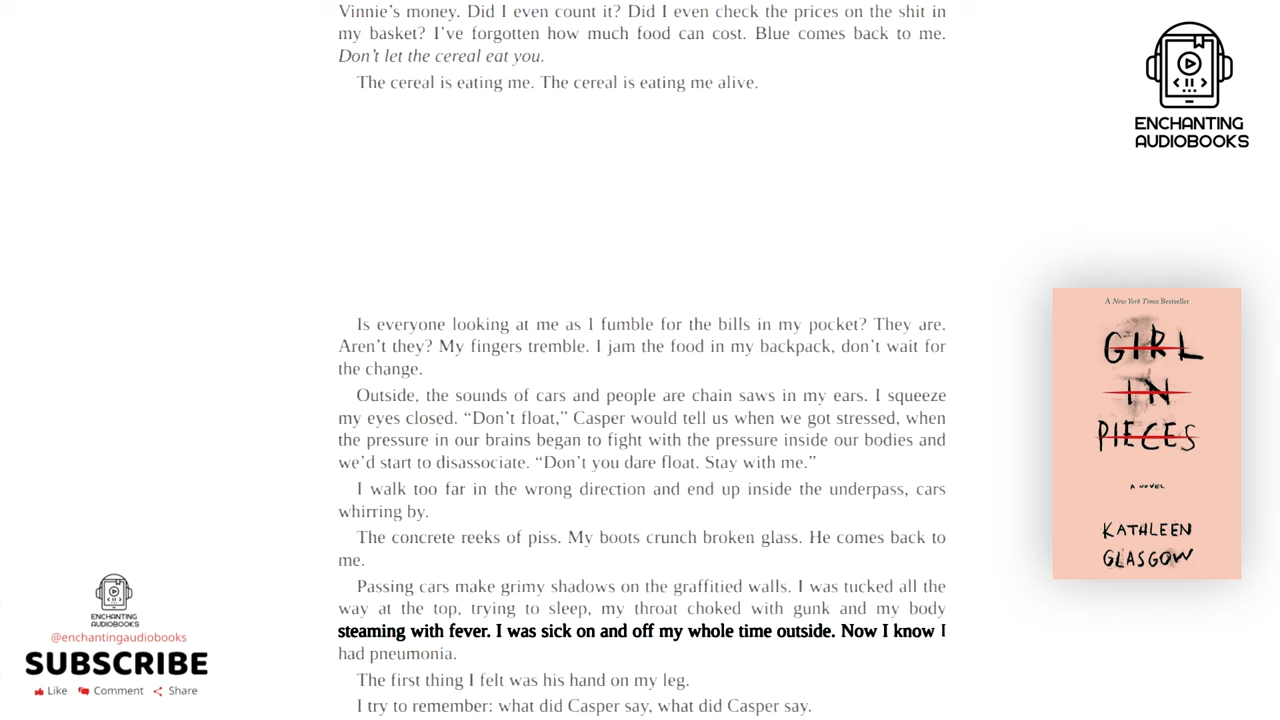 Vinnie's money. Did I even count it? Did I even check the prices on the shit in
my basket? I've forgotten how much food can cost. Blue comes back to me.
Don't let the cereal eat you.
The cereal is eating me. The cereal is eating me alive.
ENCHANTING
AUDIOBOOKS
Is everyone looking at me as I fumble for the bills in my pocket? They are.
Aren't they? My fingers tremble. I jam the food in my backpack, don't wait for
the change.
Outside, the sounds of cars and people are chain saws in my ears. I squeeze
my eyes closed. “Don't float,” Casper would tell us when we got stressed, when
the pressure in our brains began to fight with the pressure inside our bodies and
we'd start to disassociate. “Don't you dare float. Stay with me.”
I walk too far in the wrong direction and end up inside the underpass, cars
whirring by.
The concrete reeks of piss. My boots crunch broken glass. He comes back to
me.
Passing cars make grimy shadows on the graffitied walls. I was tucked all the
way at the top, trying to sleep, my throat choked with gunk and my body
steaming with fever. I was sick on and off my whole time outside. Now I know I
had pneumonia.
The first thing I felt was his hand on my leg.
I try to remember: what did Casper say, what did Casper say.
A New York Times Bestseller
GIRL
IN
PIECES
A NOVEL
KATHLEEN
GLASGOW
ENCHANTING
AUDIOBOOKS
@enchantingaudiobooks
SUBSCRIBE
Like Comment Share